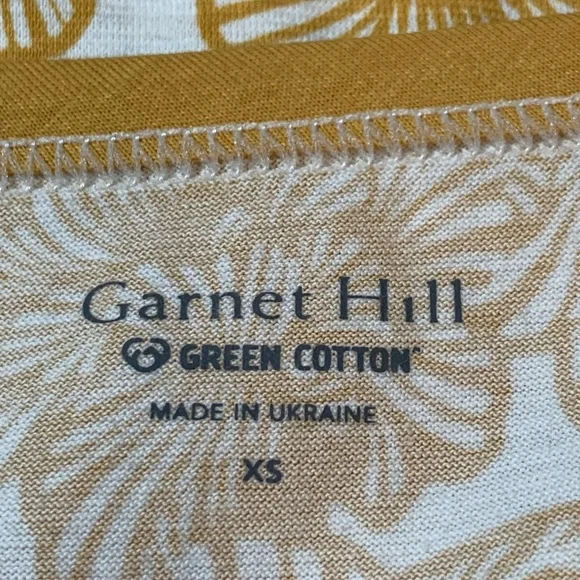 Garnet Hill
GREEN COTTON
MADE IN UKRAINE
XS